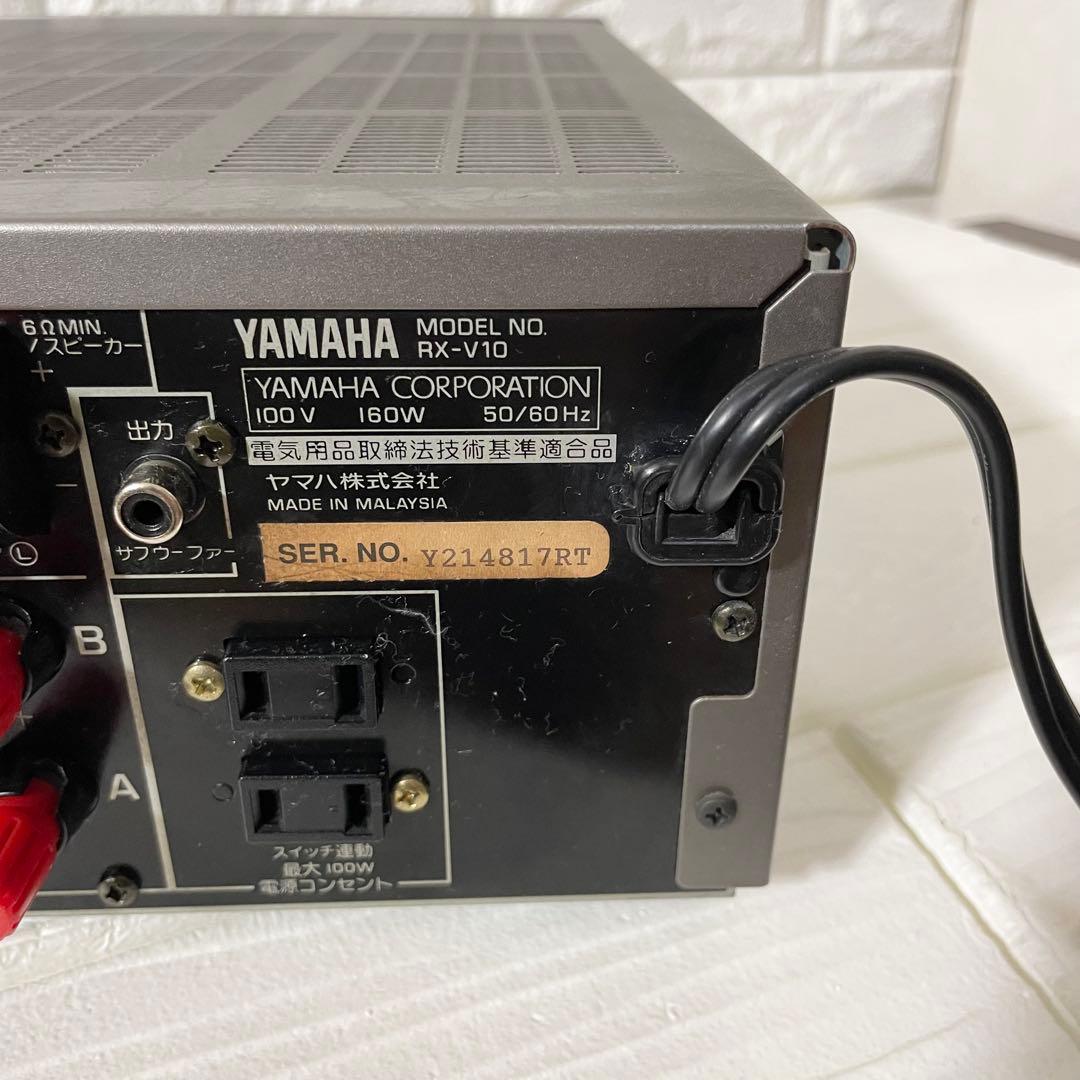 6ΩMIN.
/スピーカー
+
−
L
出力
サブウーファー
YAMAHA
MODEL NO.
RX-V10
YAMAHA CORPORATION
100V 160W 50/60Hz
電気用品取締法技術基準適合品
ヤマハ株式会社
MADE IN MALAYSIA
SER. NO. Y214817RT
B
+
A
スイッチ連動
最大 100W
電源コンセント